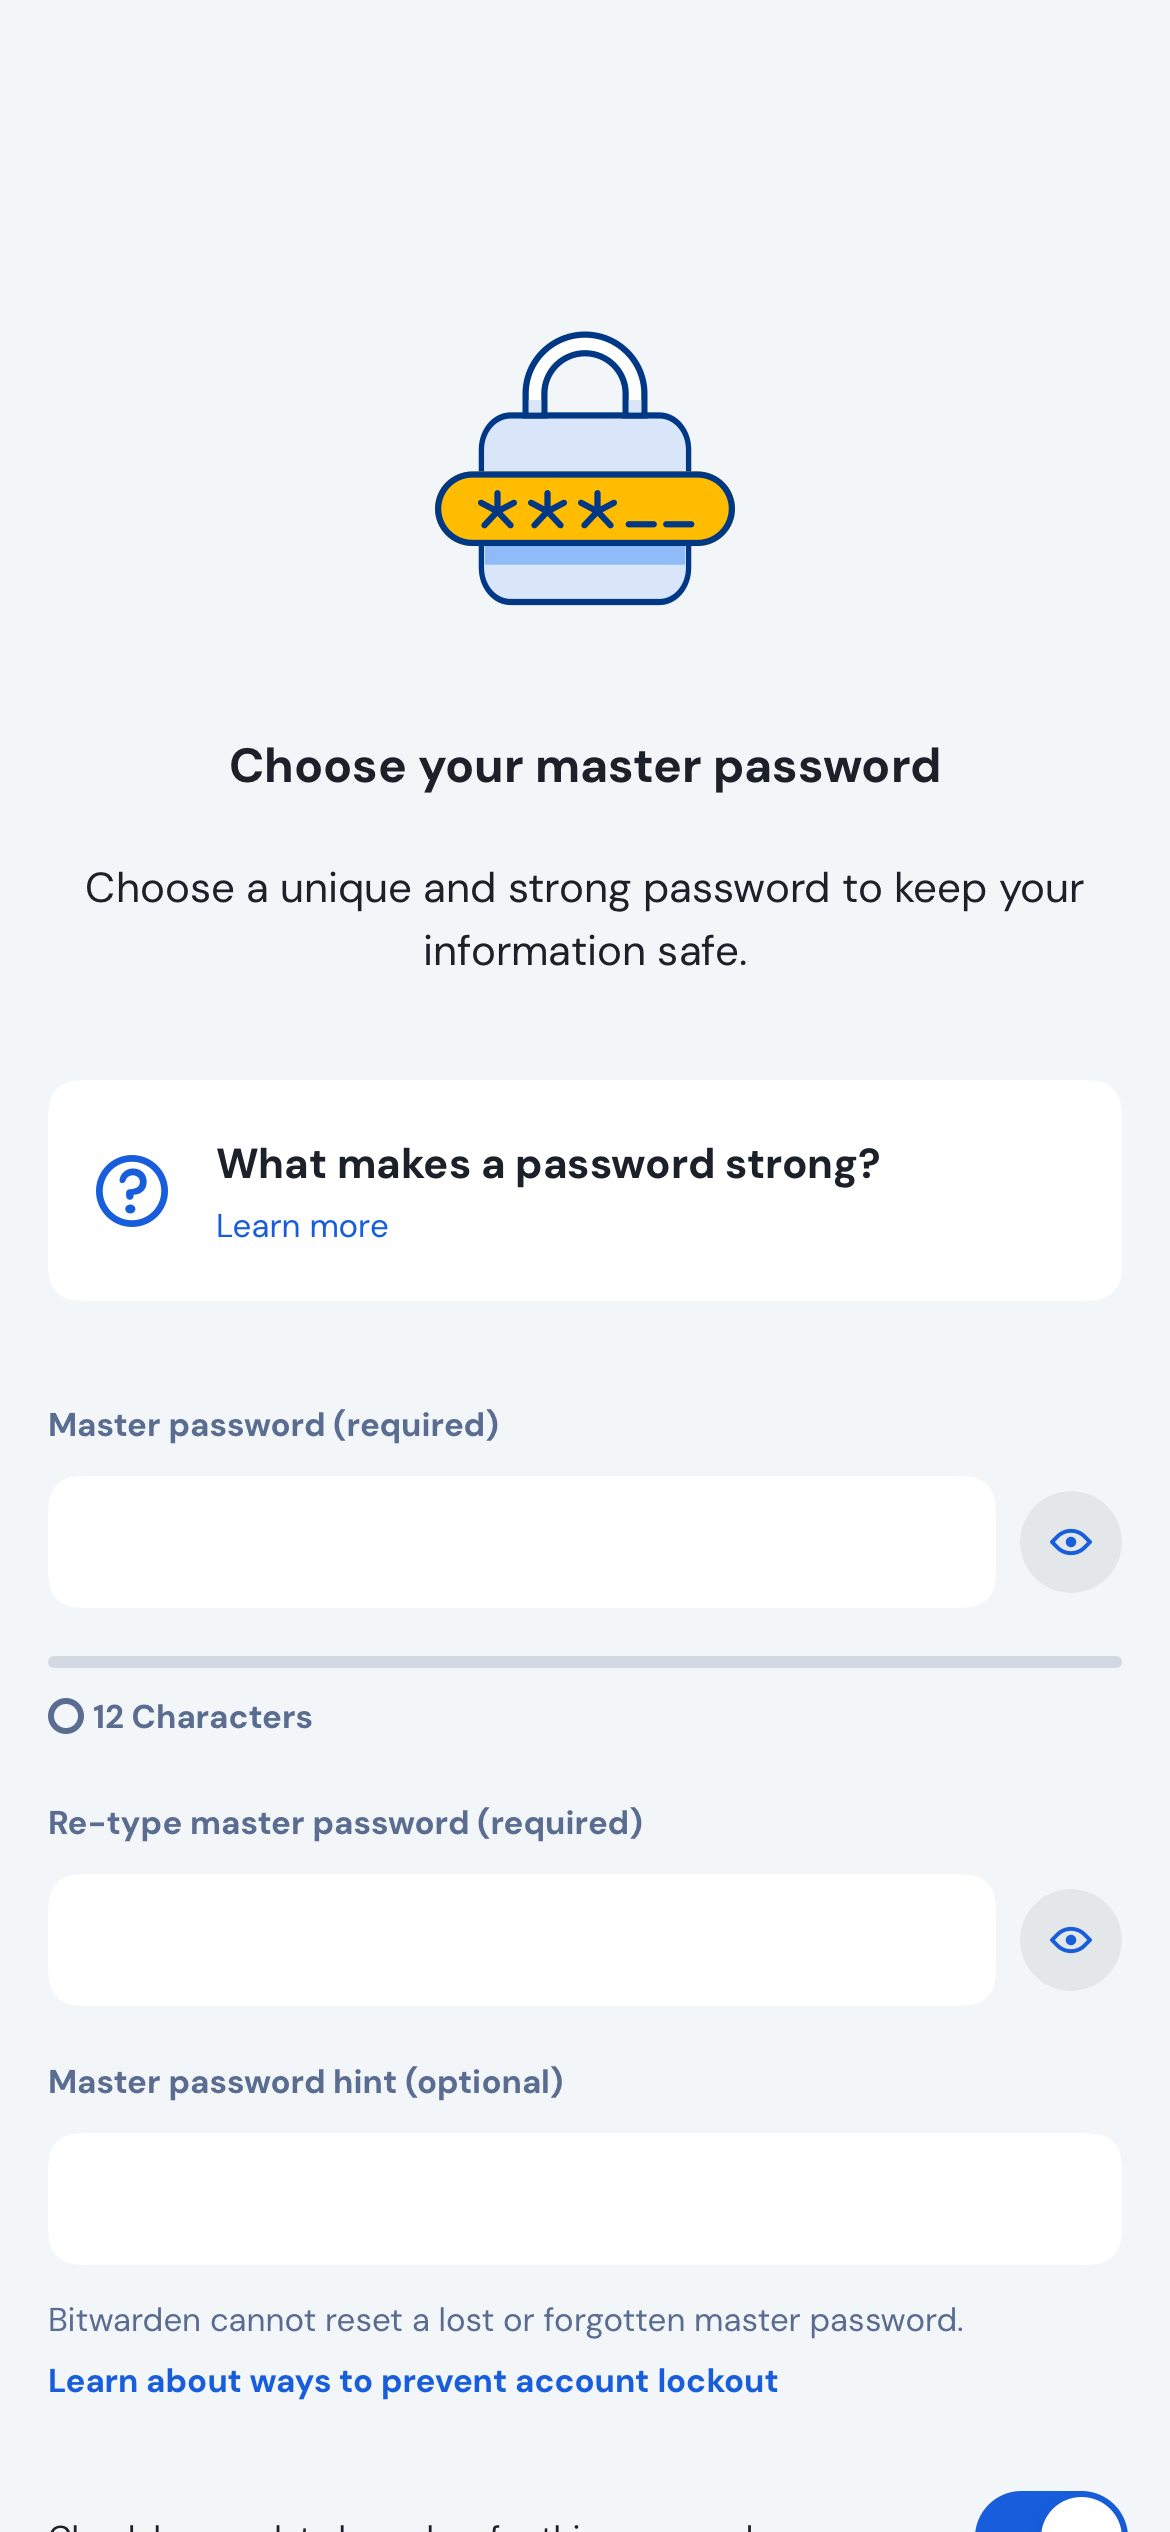 Choose your master password
Choose a unique and strong password to keep your
information safe.
What makes a password strong?
Learn more
Master password (required)
12 Characters
Re-type master password (required)
Master password hint (optional)
Bitwarden cannot reset a lost or forgotten master password.
Learn about ways to prevent account lockout